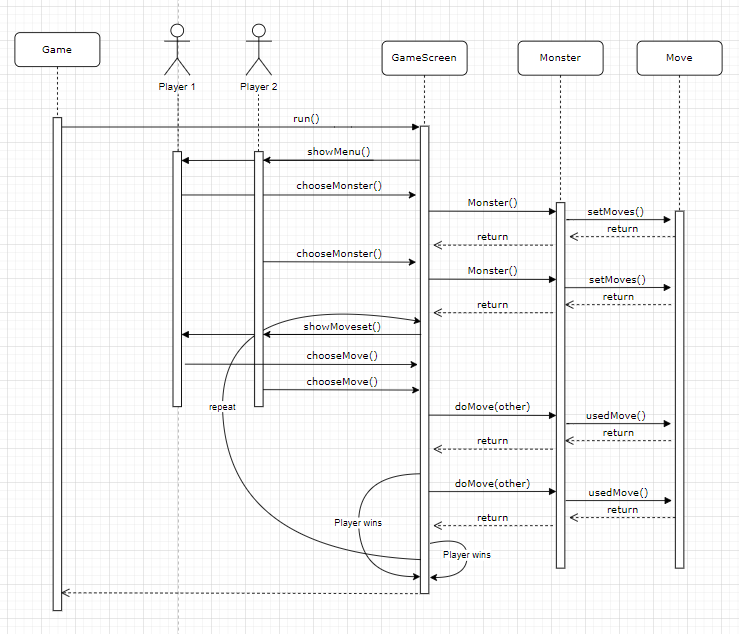 Game
Player 1
Player 2
GameScreen
Monster
Move
run()
showMenu()
chooseMonster()
Monster()
setMoves()
return
return
chooseMonster()
Monster()
setMoves()
return
return
showMoveset()
chooseMove()
chooseMove()
repeat
doMove(other)
usedMove()
return
return
doMove(other)
usedMove()
return
return
Player wins
Player wins